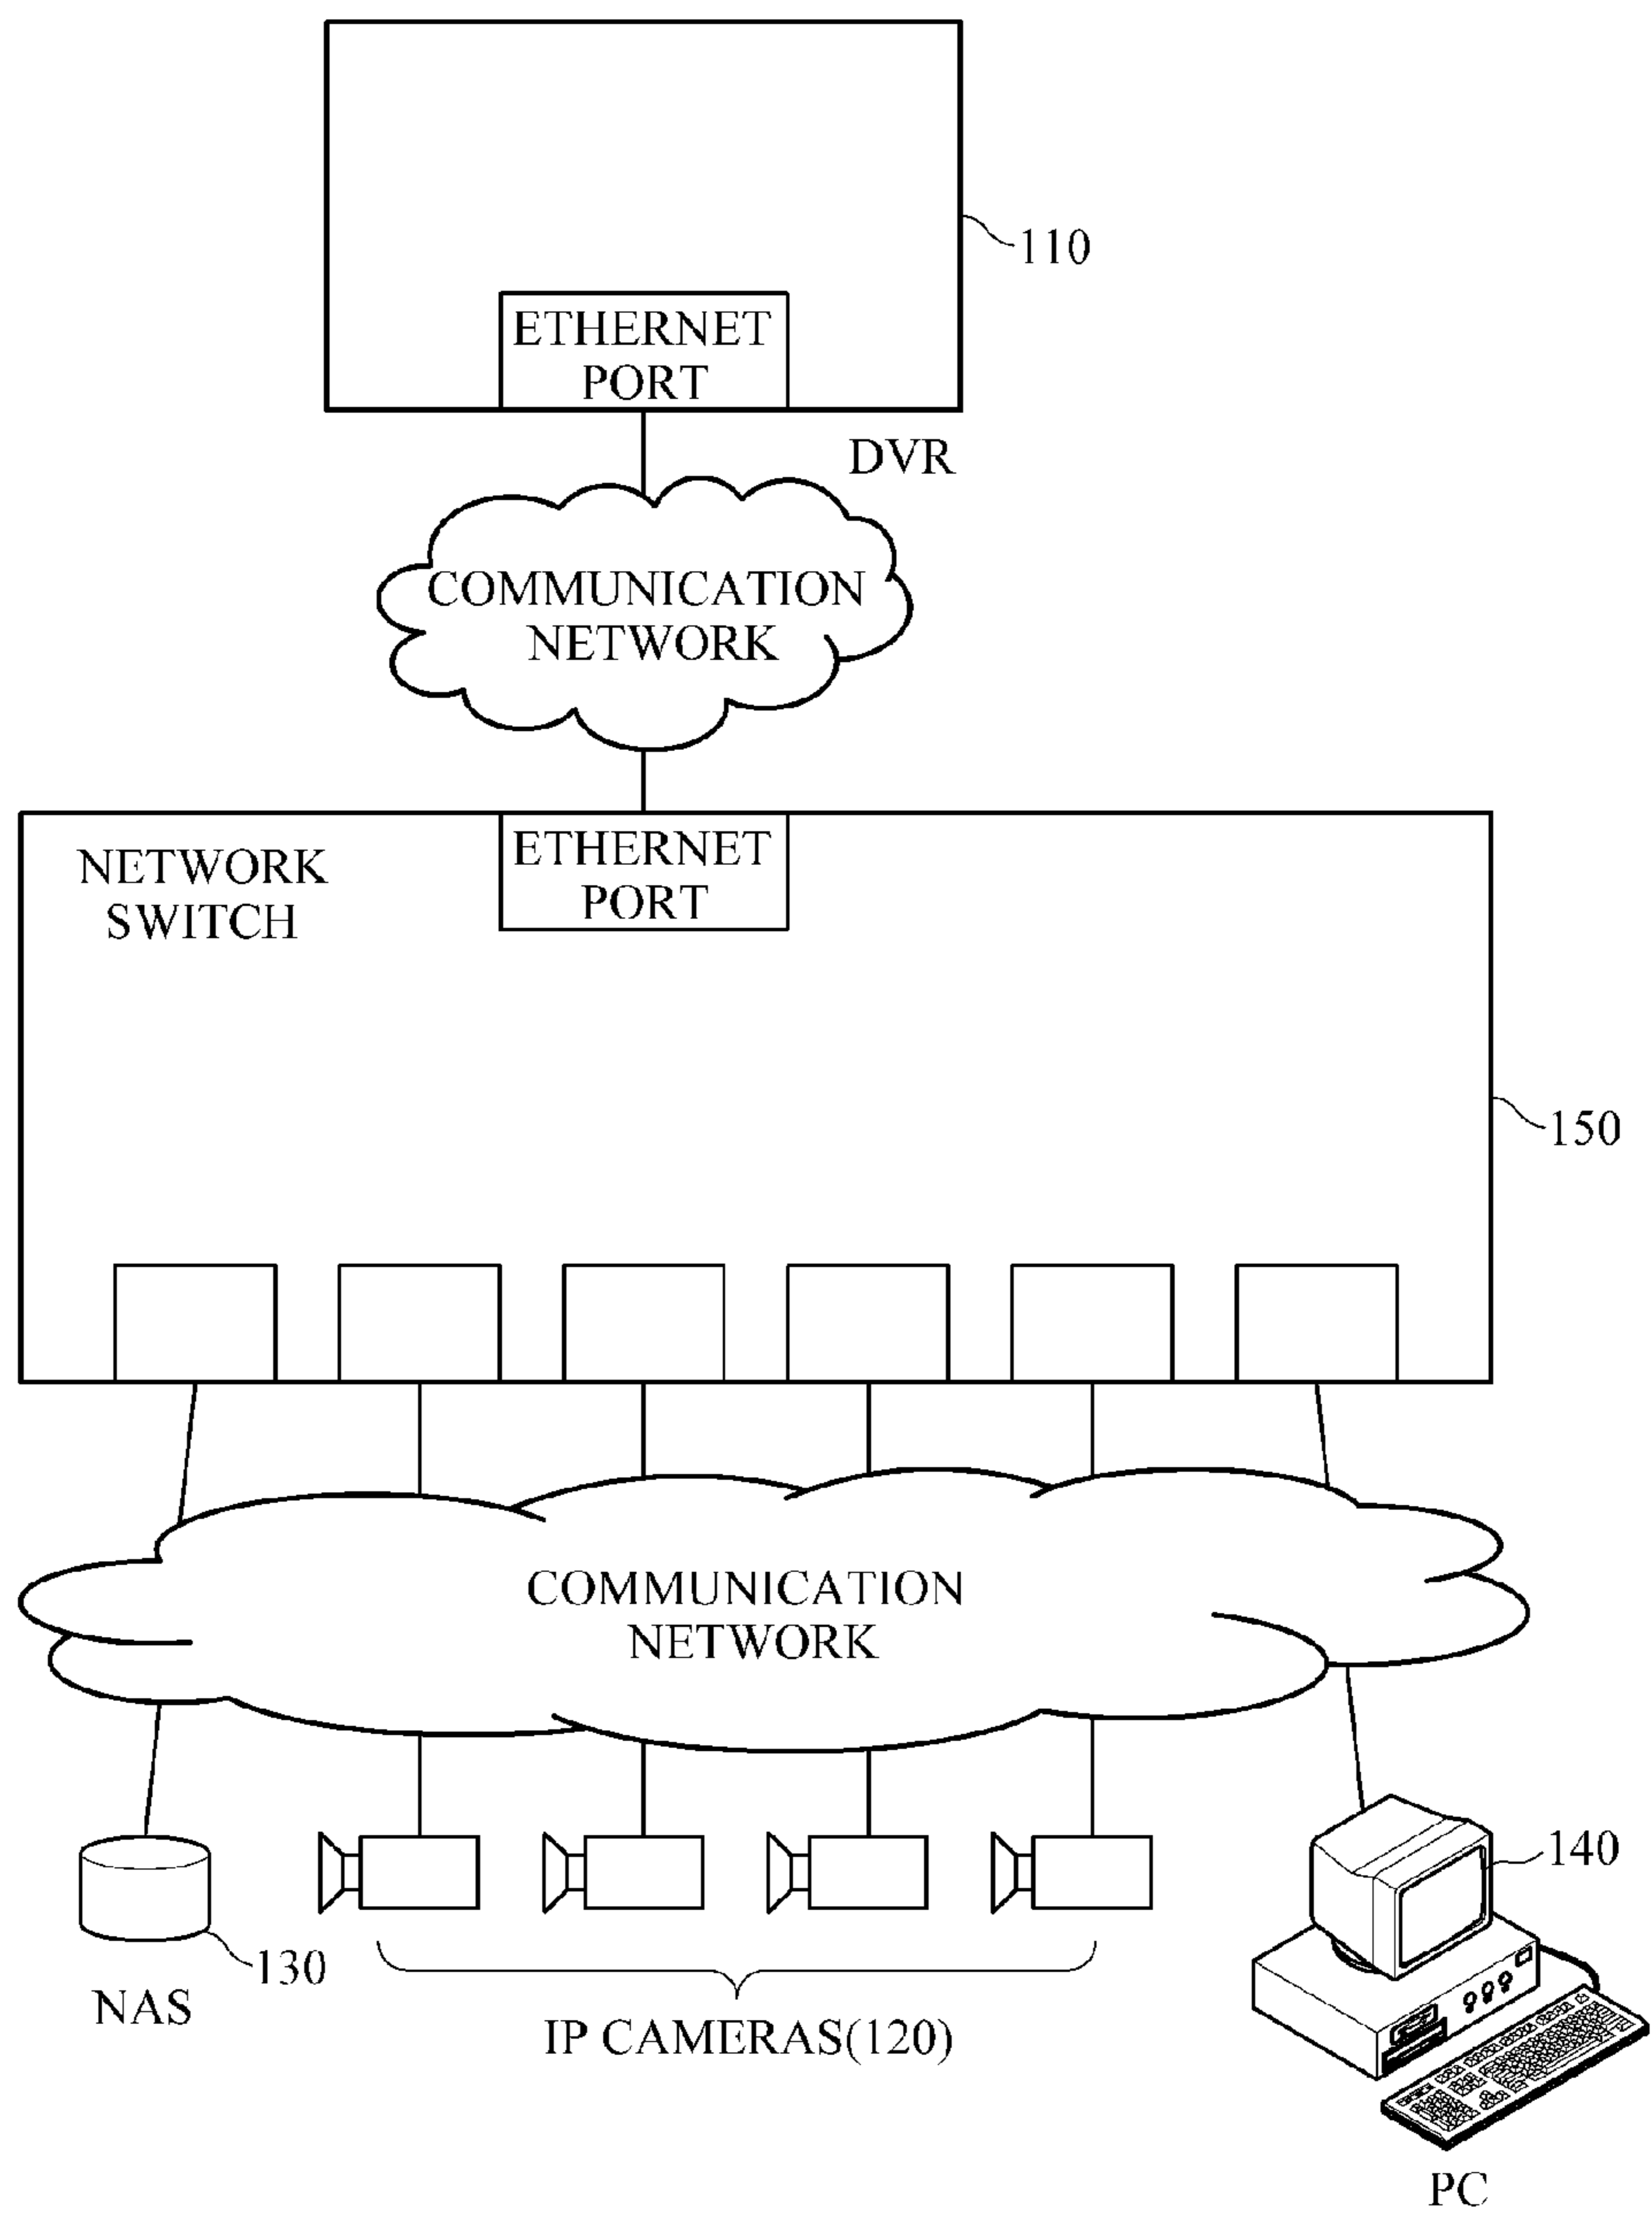 110
ETHERNET
PORT
DVR
COMMUNICATION
NETWORK
NETWORK
SWITCH
ETHERNET
PORT
150
COMMUNICATION
NETWORK
140
130
NAS
IP CAMERAS(120)
PC